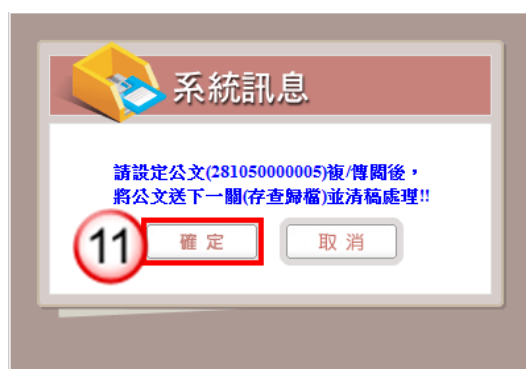 系統訊息
請設定公文(281050000005)複/傳閱後，
將公文送下一關(存查歸檔)並清稿處理!!
11
確定
取消